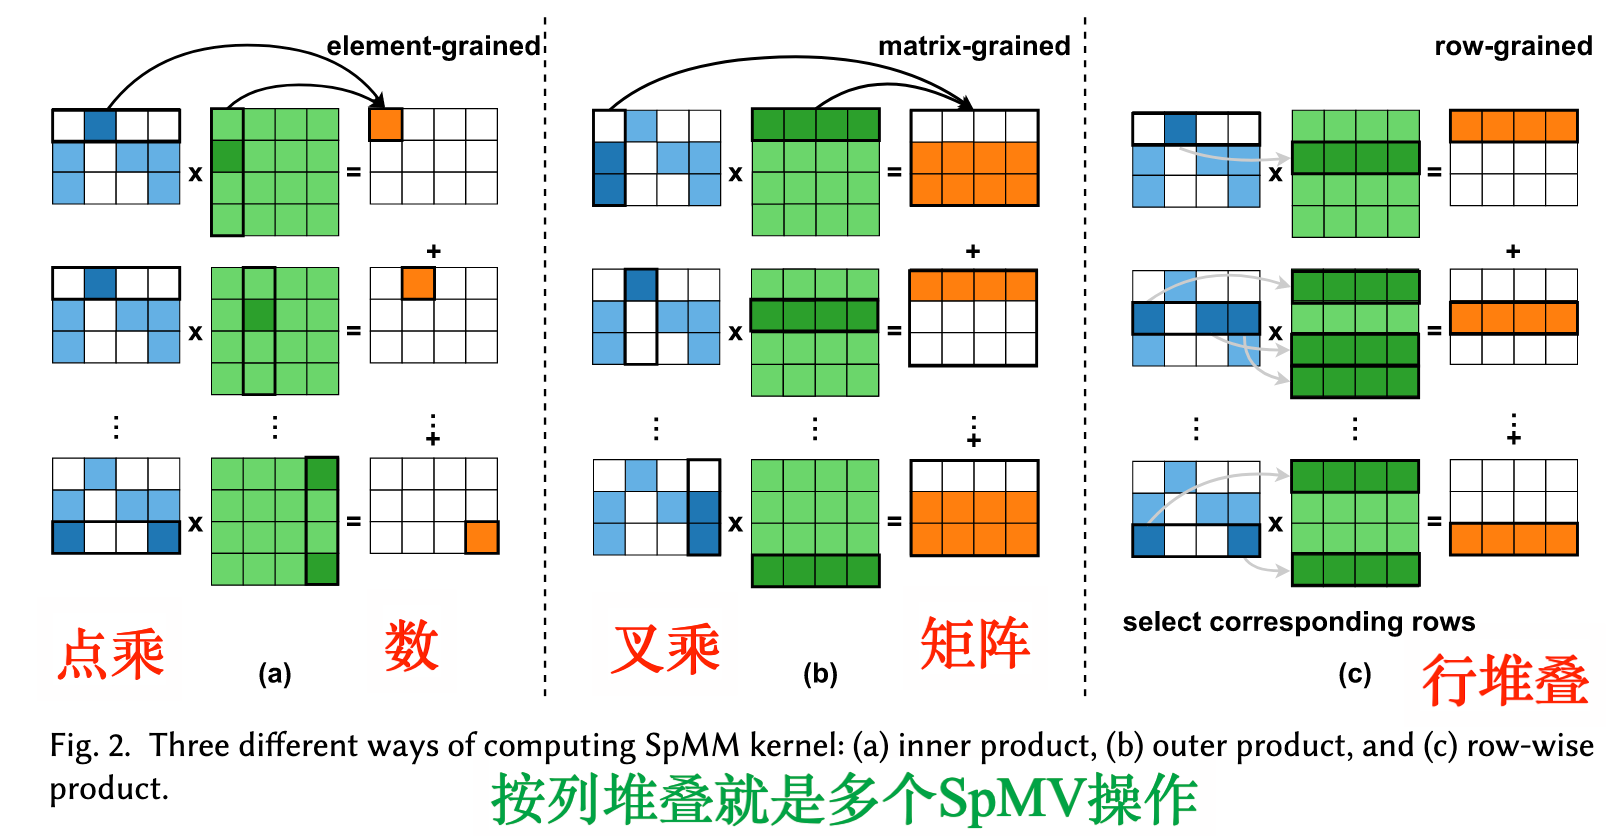 element-grained
matrix-grained
row-grained
x
=
x
=
x
=
+
+
+
x
=
x
=
x
=
⋮
⋮
⋮
+
⋮
⋮
⋮
+
⋮
⋮
⋮
+
x
=
x
=
x
=
select corresponding rows
点乘
数
叉乘
矩阵
行堆叠
(a)
(b)
(c)
Fig. 2. Three different ways of computing SpMM kernel: (a) inner product, (b) outer product, and (c) row-wise
product.
按列堆叠就是多个SpMV操作